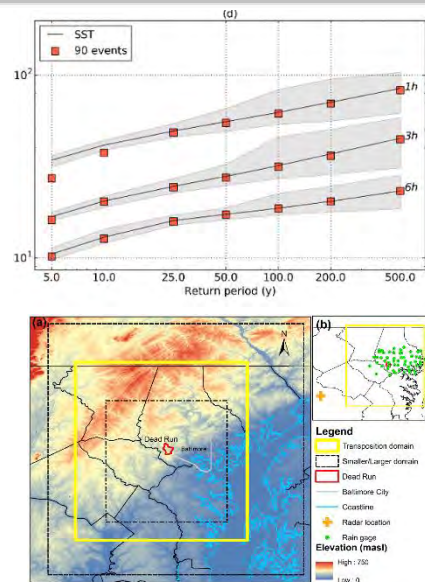 (d)
SST
90 events
10²
10¹
1h
3h
6h
5.0 10.0 25.0 50.0 100.0 200.0 500.0
Return period (y)
(a)
N
Dead Run
Baltimore
(b)
Legend
Transposition domain
Smaller/Larger domain
Dead Run
Baltimore City
Coastline
Radar location
Rain gage
Elevation (masl)
High : 750
Low : 0